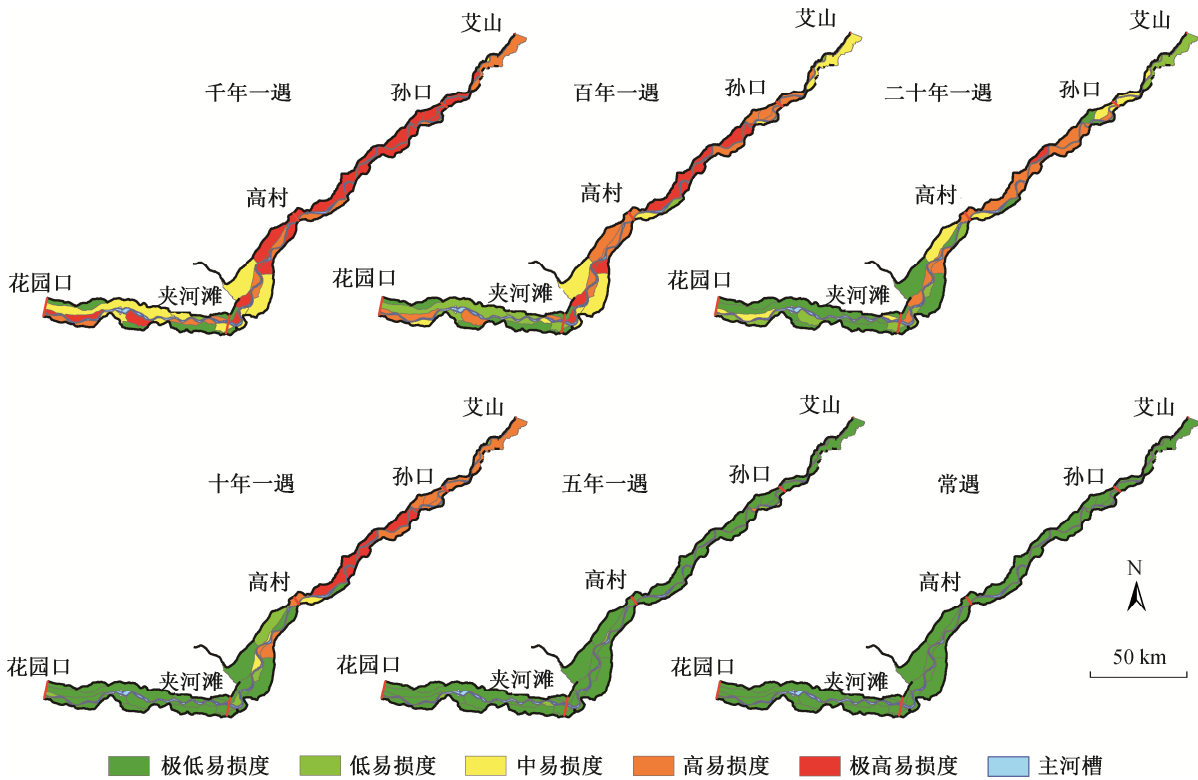 艾山
艾山
艾山
千年一遇
孙口
百年一遇
孙口
二十年一遇
孙口
高村
高村
高村
花园口
夹河滩
花园口
夹河滩
花园口
夹河滩
艾山
艾山
艾山
十年一遇
孙口
五年一遇
孙口
常遇
孙口
高村
高村
高村
N
花园口
夹河滩
花园口
夹河滩
花园口
夹河滩
50 km
极低易损度 低易损度 中易损度 高易损度 极高易损度 主河槽